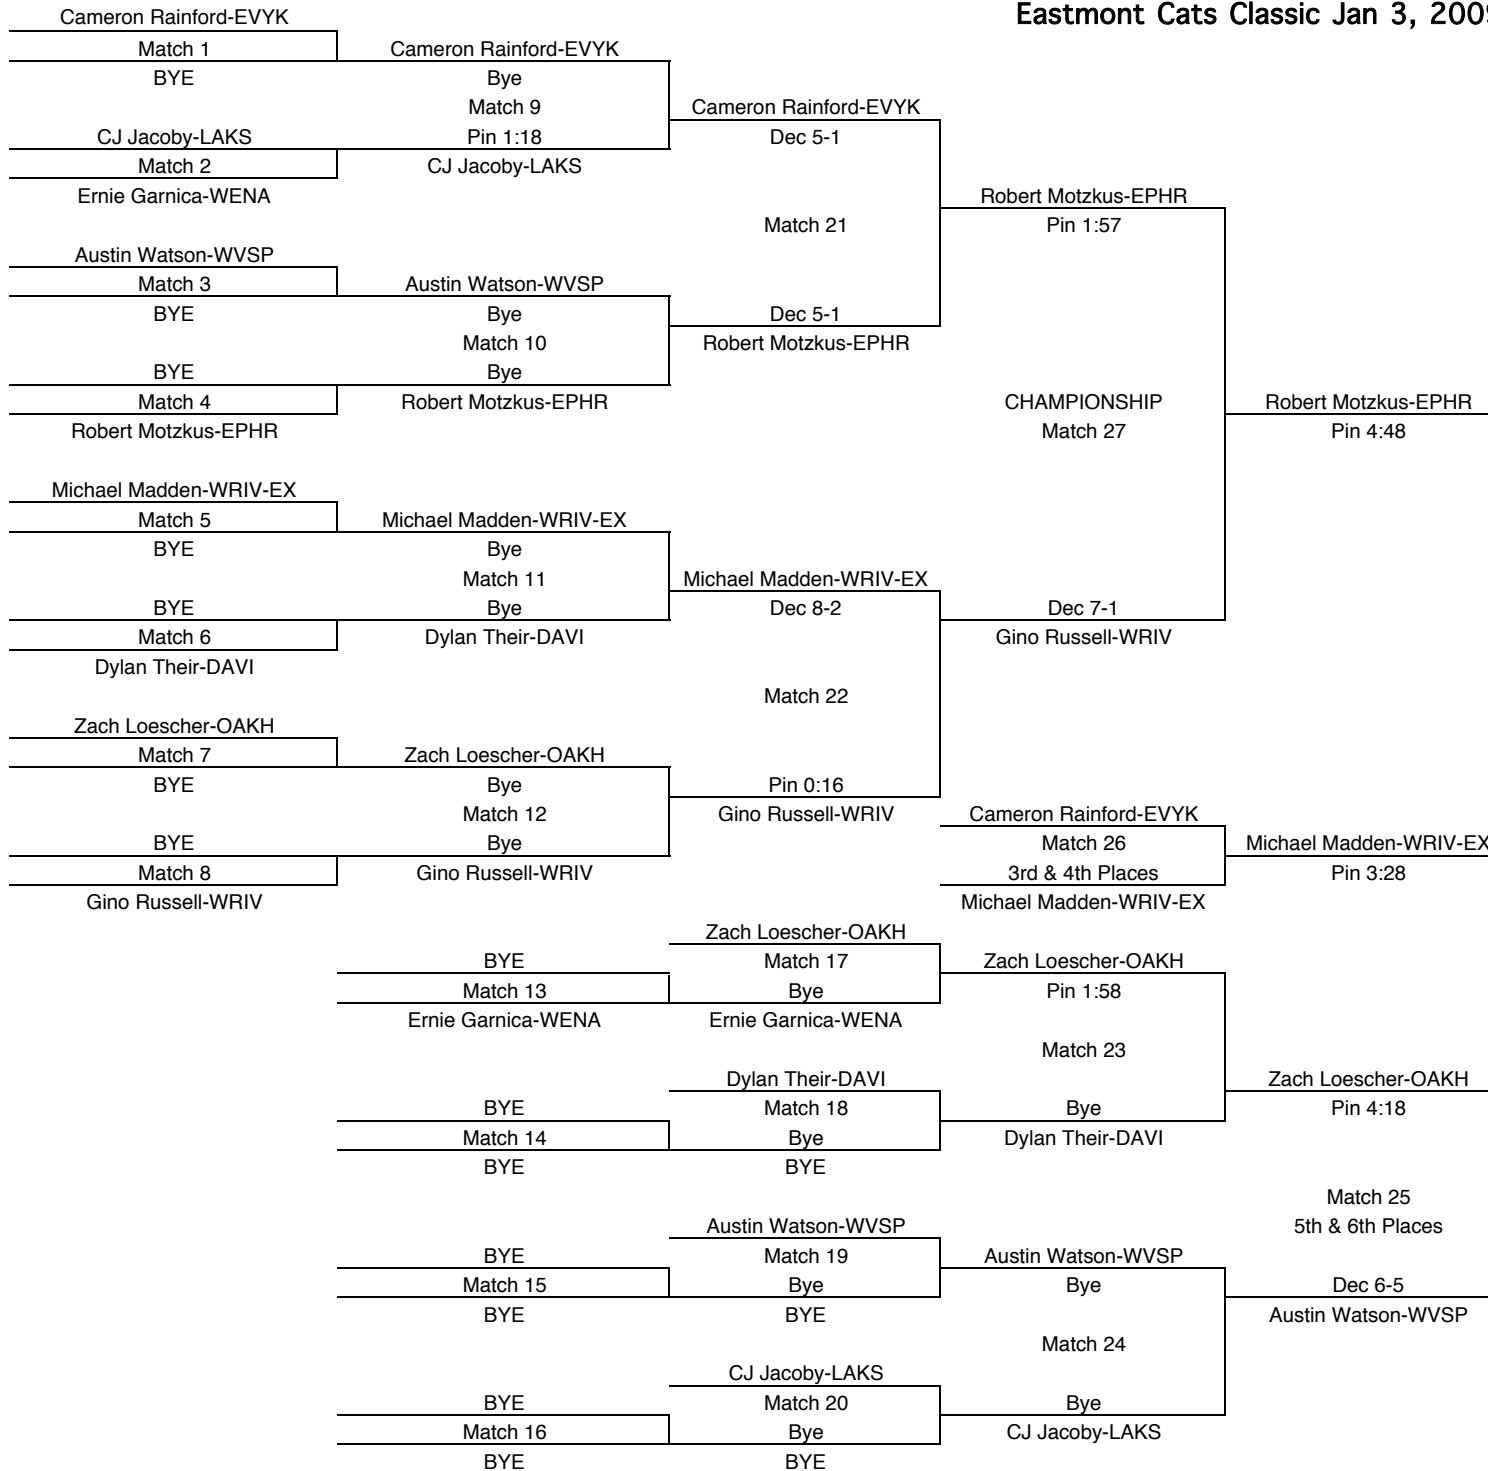 Eastmont Cats Classic Jan 3, 2009
Cameron Rainford-EVYK
Match 1 Cameron Rainford-EVYK
BYE Bye
Match 9 Cameron Rainford-EVYK
CJ Jacoby-LAKS Pin 1:18 Dec 5-1
Match 2 CJ Jacoby-LAKS
Ernie Garnica-WENA Robert Motzkus-EPHR
Match 21 Pin 1:57
Austin Watson-WVSP
Match 3 Austin Watson-WVSP
BYE Bye Dec 5-1
Match 10 Robert Motzkus-EPHR
BYE Bye
Match 4 Robert Motzkus-EPHR CHAMPIONSHIP Robert Motzkus-EPHR
Robert Motzkus-EPHR Match 27 Pin 4:48
Michael Madden-WRIV-EX
Match 5 Michael Madden-WRIV-EX
BYE Bye
Match 11 Michael Madden-WRIV-EX
BYE Bye Dec 8-2 Dec 7-1
Match 6 Dylan Their-DAVI Gino Russell-WRIV
Dylan Their-DAVI
Match 22
Zach Loescher-OAKH
Match 7 Zach Loescher-OAKH
BYE Bye Pin 0:16
Match 12 Gino Russell-WRIV Cameron Rainford-EVYK
BYE Bye Match 26 Michael Madden-WRIV-EX
Match 8 Gino Russell-WRIV 3rd & 4th Places Pin 3:28
Gino Russell-WRIV Michael Madden-WRIV-EX
Zach Loescher-OAKH
BYE Match 17 Zach Loescher-OAKH
Match 13 Bye Pin 1:58
Ernie Garnica-WENA Ernie Garnica-WENA
Match 23
Dylan Their-DAVI Zach Loescher-OAKH
BYE Match 18 Bye Pin 4:18
Match 14 Bye Dylan Their-DAVI
BYE BYE
Match 25
Austin Watson-WVSP 5th & 6th Places
BYE Match 19 Austin Watson-WVSP
Match 15 Bye Bye Dec 6-5
BYE BYE Austin Watson-WVSP
Match 24
CJ Jacoby-LAKS
BYE Match 20 Bye
Match 16 Bye CJ Jacoby-LAKS
BYE BYE